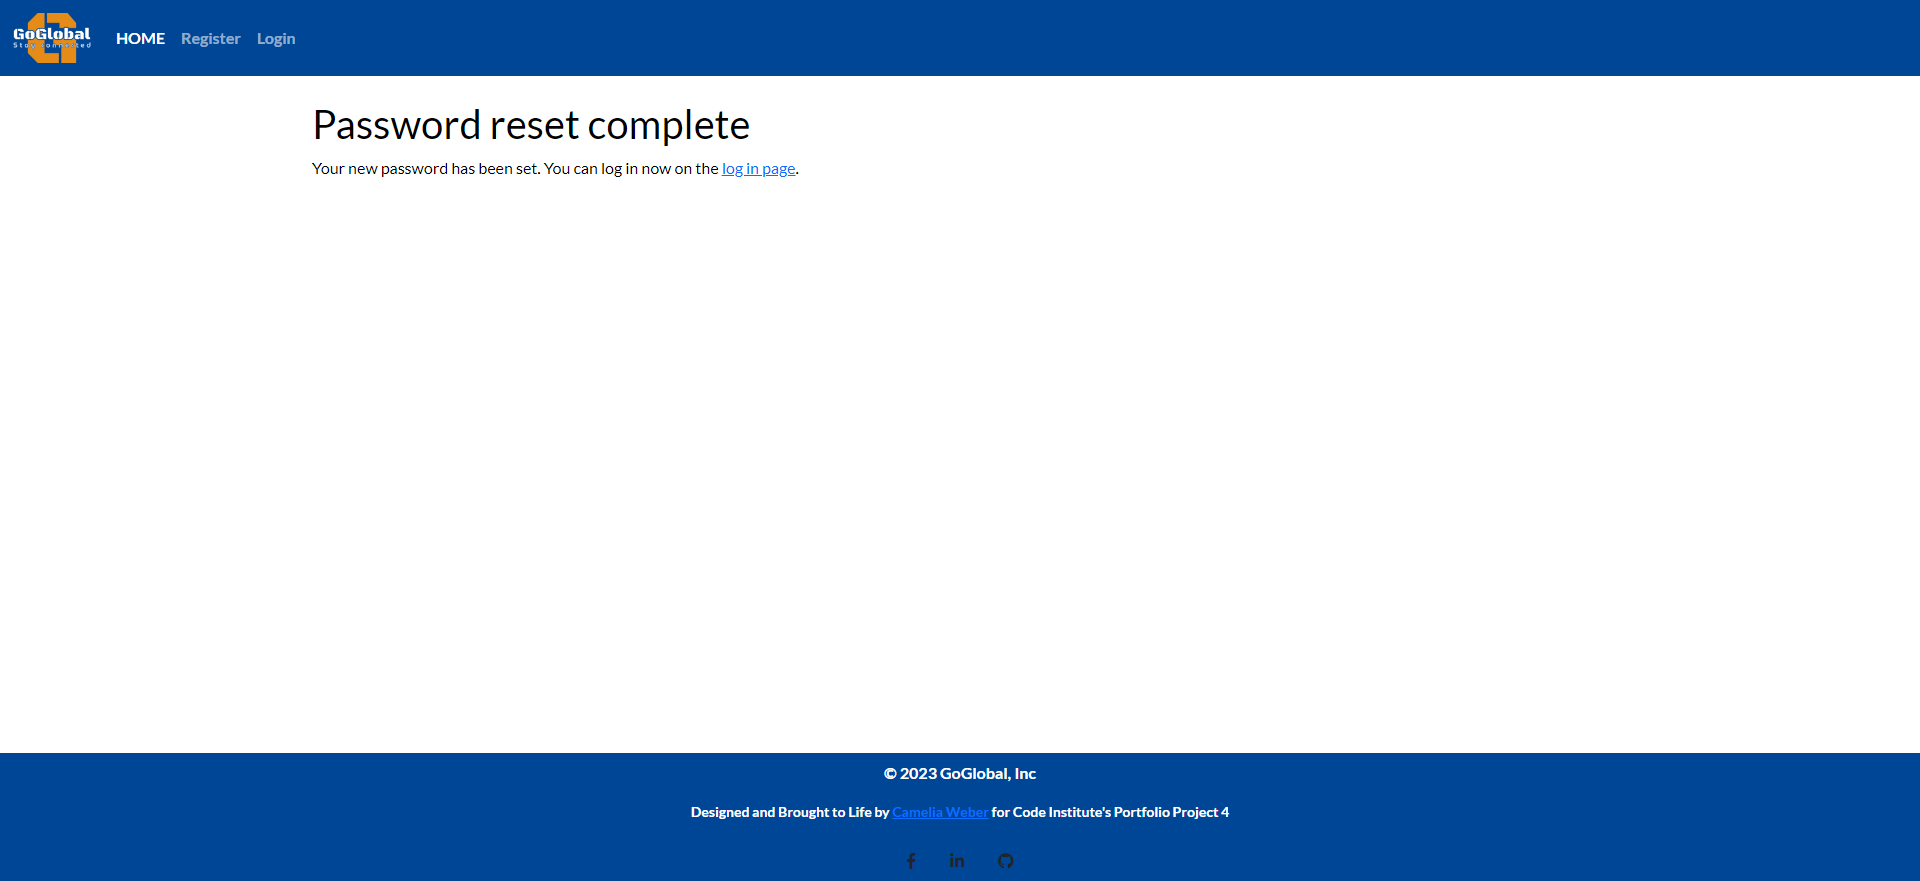 GoGlobal
Stay connected
HOME Register Login
Password reset complete
Your new password has been set. You can log in now on the log in page.
© 2023 GoGlobal, Inc
Designed and Brought to Life by Camelia Weber for Code Institute's Portfolio Project 4